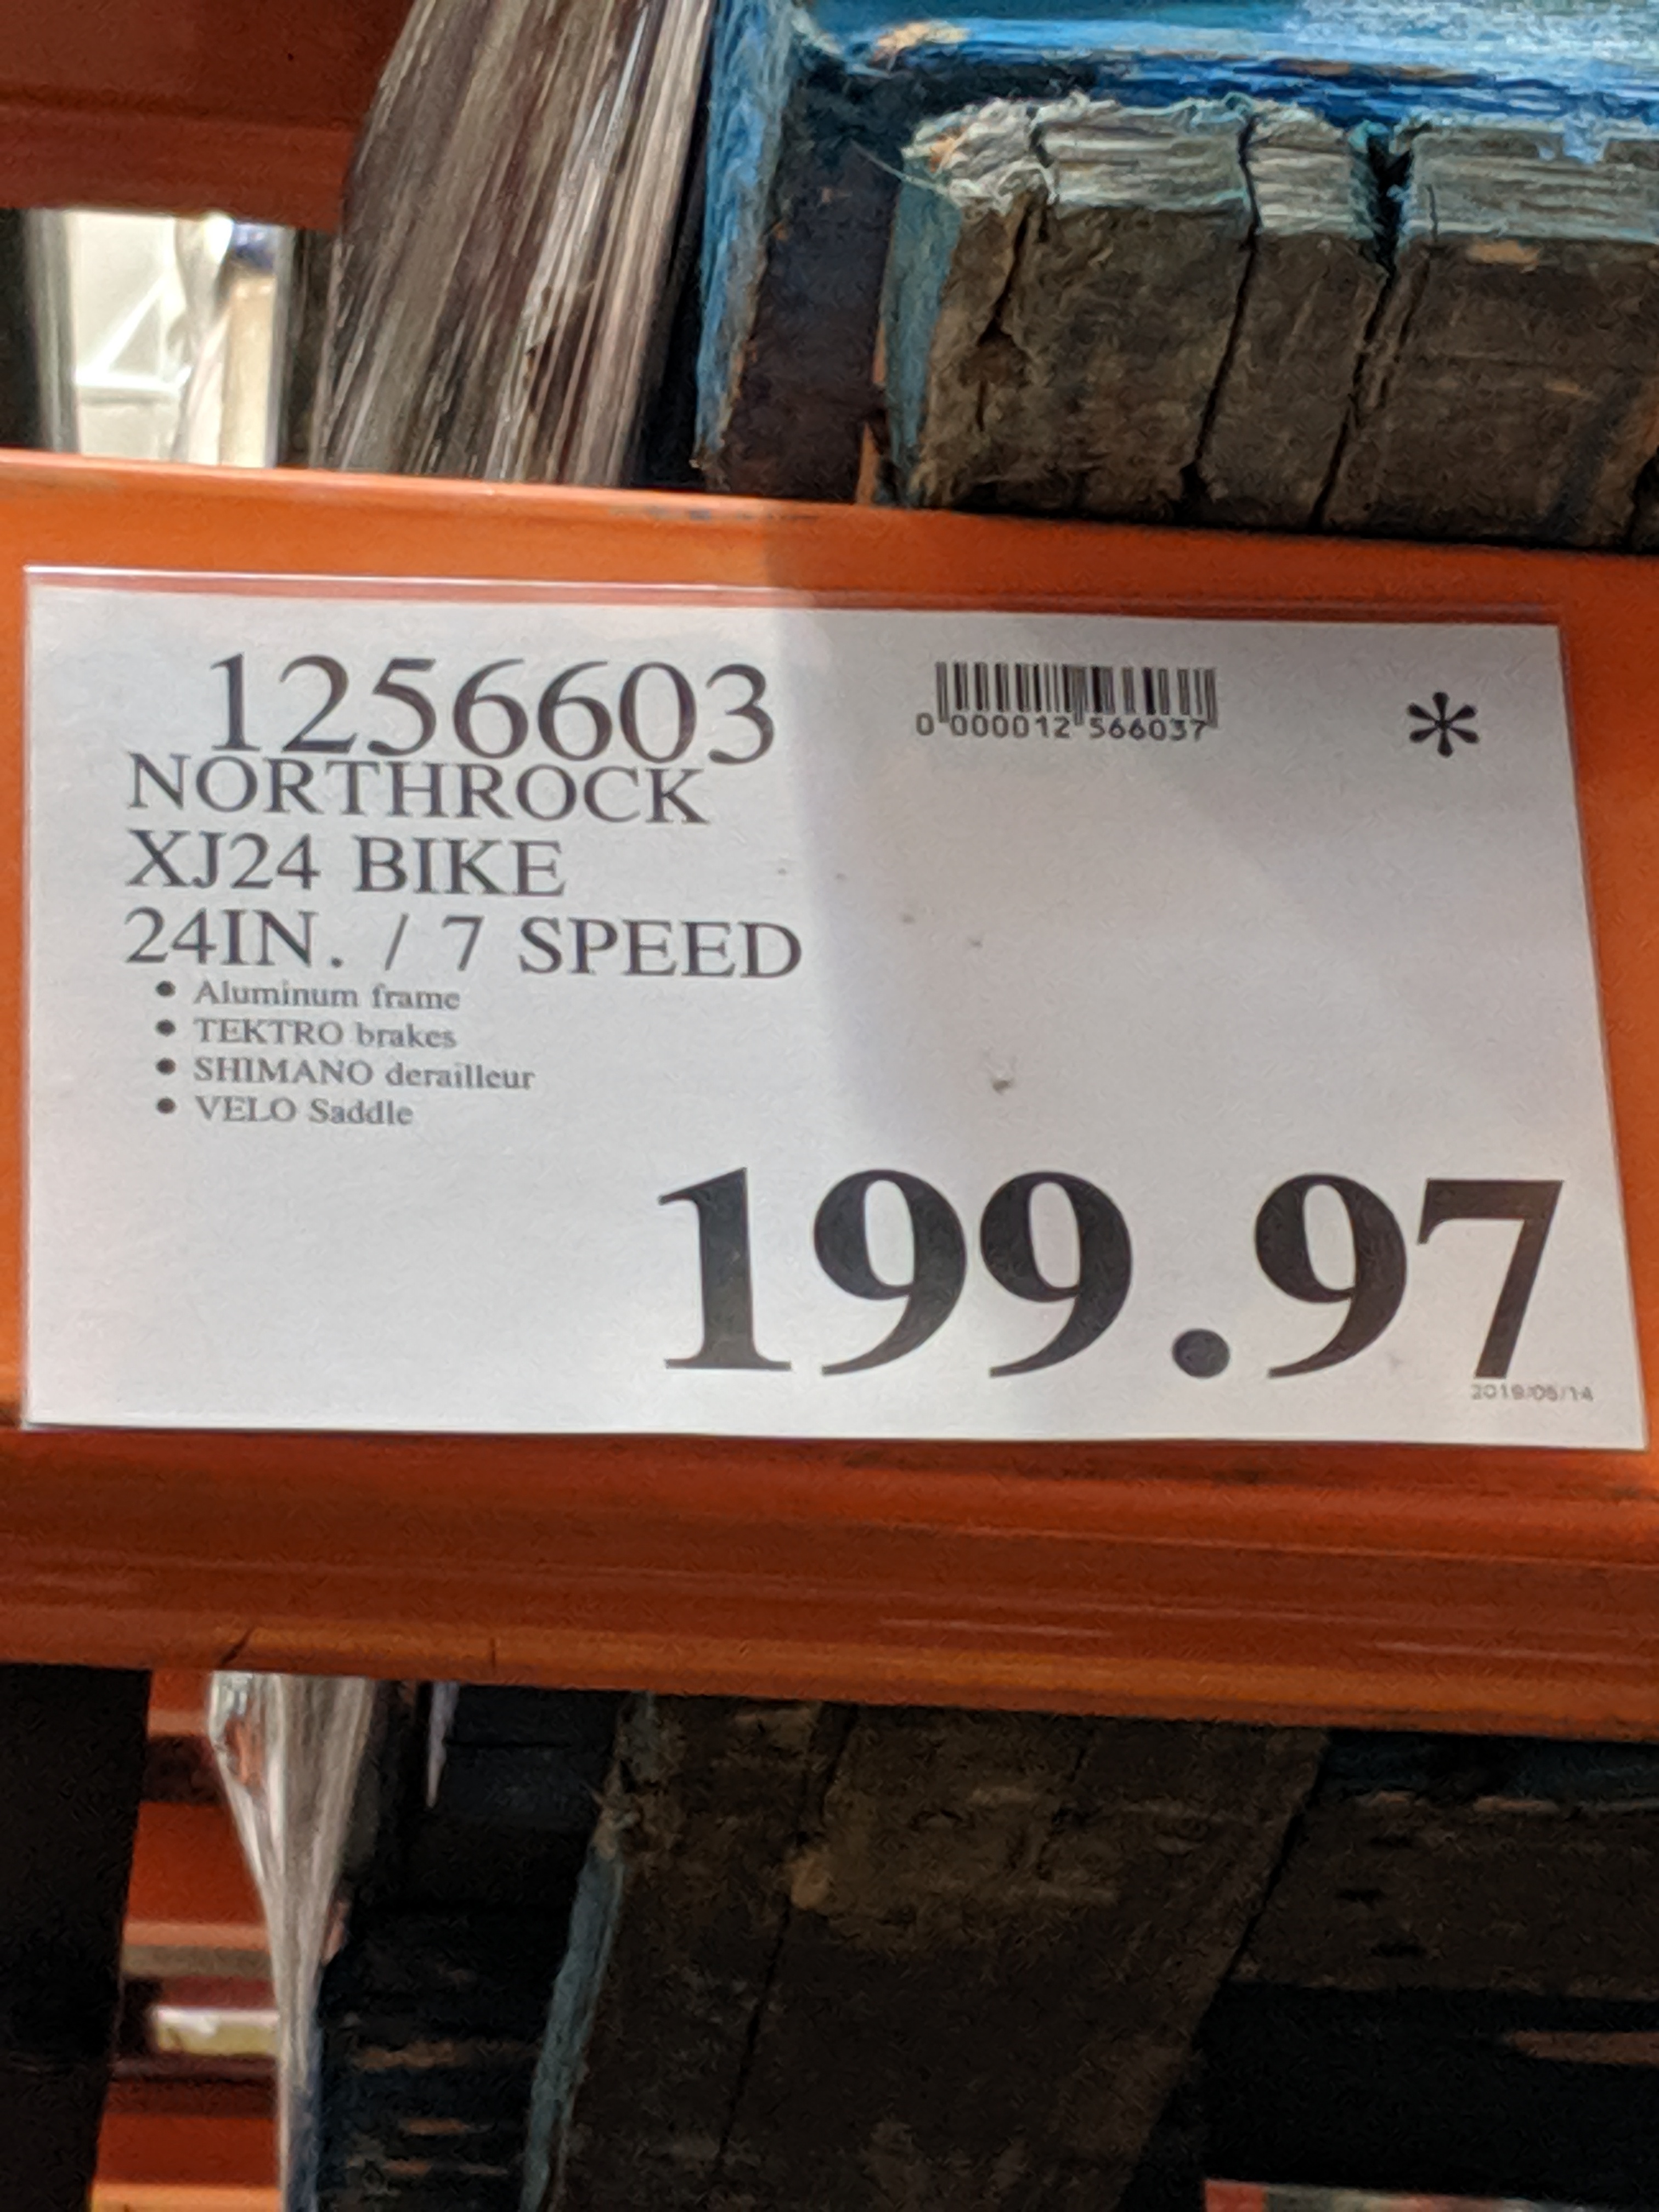 1256603
0 000012 566037
*
NORTHROCK
XJ24 BIKE
24IN. / 7 SPEED
• Aluminum frame
• TEKTRO brakes
• SHIMANO derailleur
• VELO Saddle
199.97